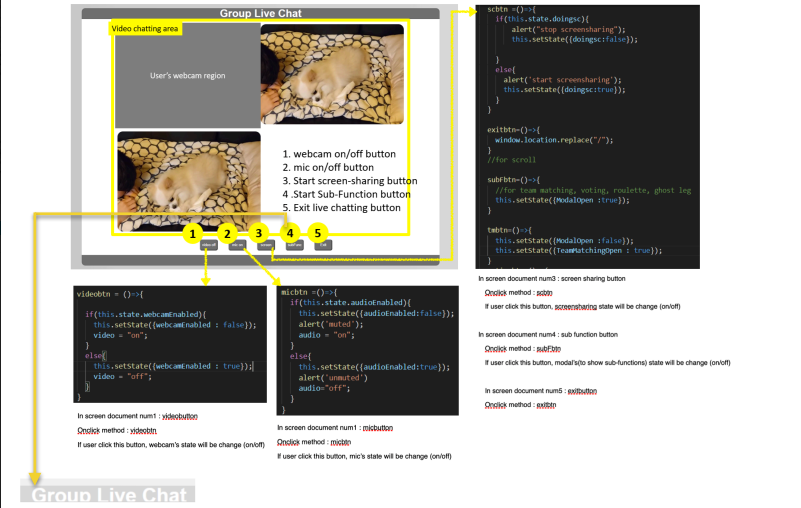 Group Live Chat
Video chatting area
User's webcam region
1. webcam on/off button
2. mic on/off button
3. Start screen-sharing button
4 .Start Sub-Function button
5. Exit live chatting button
1 2 3 4 5
video off
mic on
screen
Exit
videobtn = ()=>{
if(this.state.webcamEnabled){
this.setState({webcamEnabled : false});
video = "on";
}
else{
this.setState({webcamEnabled : true});
video = "off";
}
}
In screen document num1 : videobutton
Onclick method : videobtn
If user click this button, webcam's state will be change (on/off)
micbtn =()=>{
if(this.state.audioEnabled){
this.setState({audioEnabled:false});
alert('muted');
audio = "on";
}
else{
this.setState({audioEnabled:true});
alert('unmuted')
audio="off";
}
}
In screen document num1 : micbutton
Onclick method : micbtn
If user click this button, mic's state will be change (on/off)
scbtn =()=>{
if(this.state.doingsc){
alert("stop screensharing");
this.setState({doingsc:false});
}
else{
alert('start screensharing');
this.setState({doingsc:true});
}
}
exitbtn=()=>{
window.location.replace("/");
}
//for scroll
subFbtn=()=>{
//for team matching, voting, roulette, ghost leg
this.setState({ModalOpen :true});
}
tmbtn=()=>{
this.setState({ModalOpen :false});
this.setState({TeamMatchingOpen : true});
}
In screen document num3 : screen sharing button
Onclick method : scbtn
If user click this button, screensharing state will be change (on/off)
In screen document num4 : sub function button
Onclick method : subFbtn
If user click this button, modal's(to show sub-functions) state will be change (on/off)
In screen document num5 : exitbutton
Onclick method : exitbtn
Group Live Chat